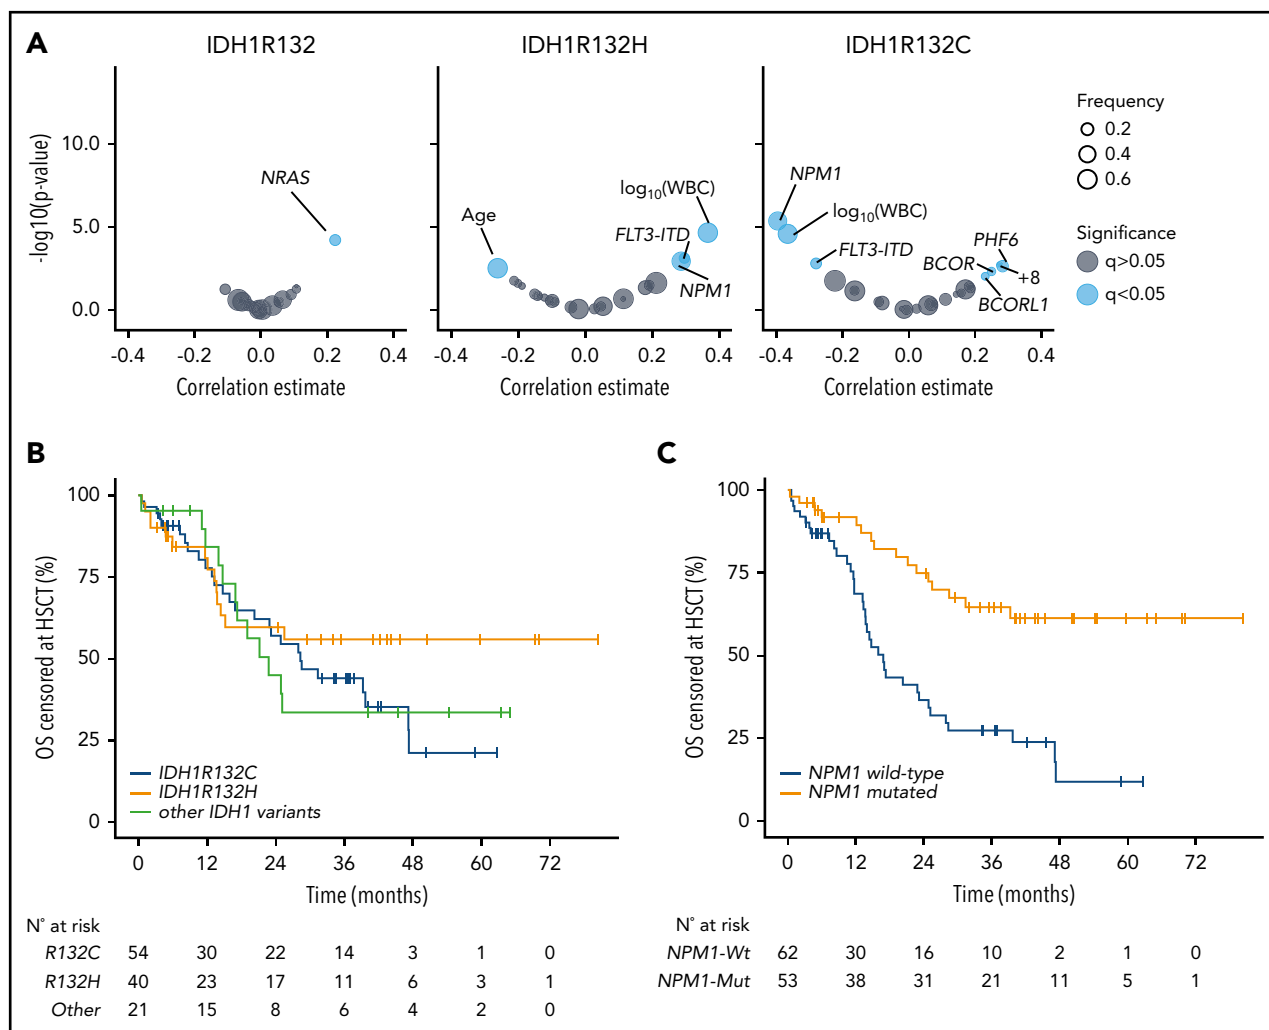 A
IDH1R132
IDH1R132H
IDH1R132C
-log10(p-value)
10.0
5.0
0.0
NRAS
Age
log10(WBC)
FLT3-ITD
NPM1
NPM1
log10(WBC)
FLT3-ITD
PHF6
BCOR
+8
BCORL1
-0.4 -0.2 0.0 0.2 0.4
-0.4 -0.2 0.0 0.2 0.4
-0.4 -0.2 0.0 0.2 0.4
Correlation estimate
Correlation estimate
Correlation estimate
Frequency
0.2
0.4
0.6
Significance
q>0.05
q<0.05
B
OS censored at HSCT (%)
100
75
50
25
0
IDH1R132C
IDH1R132H
other IDH1 variants
0 12 24 36 48 60 72
Time (months)
N° at risk
R132C 54 30 22 14 3 1 0
R132H 40 23 17 11 6 3 1
Other 21 15 8 6 4 2 0
C
OS censored at HSCT (%)
100
75
50
25
0
NPM1 wild-type
NPM1 mutated
0 12 24 36 48 60 72
Time (months)
N° at risk
NPM1-Wt 62 30 16 10 2 1 0
NPM1-Mut 53 38 31 21 11 5 1